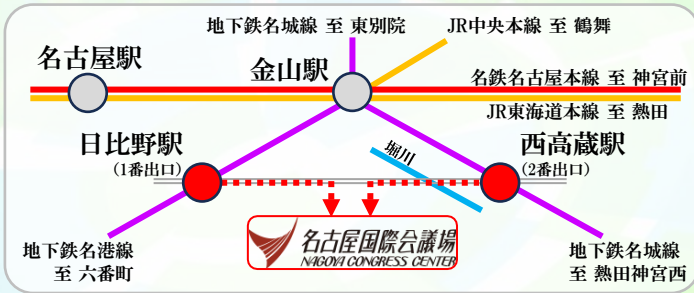 地下鉄名城線 至 東別院
JR中央本線 至 鶴舞
名古屋駅
金山駅
名鉄名古屋本線 至 神宮前
JR東海道本線 至 熱田
日比野駅
(1番出口)
堀川
西高蔵駅
(2番出口)
名古屋国際会議場
NAGOYA CONGRESS CENTER
地下鉄名港線
至 六番町
地下鉄名城線
至 熱田神宮西